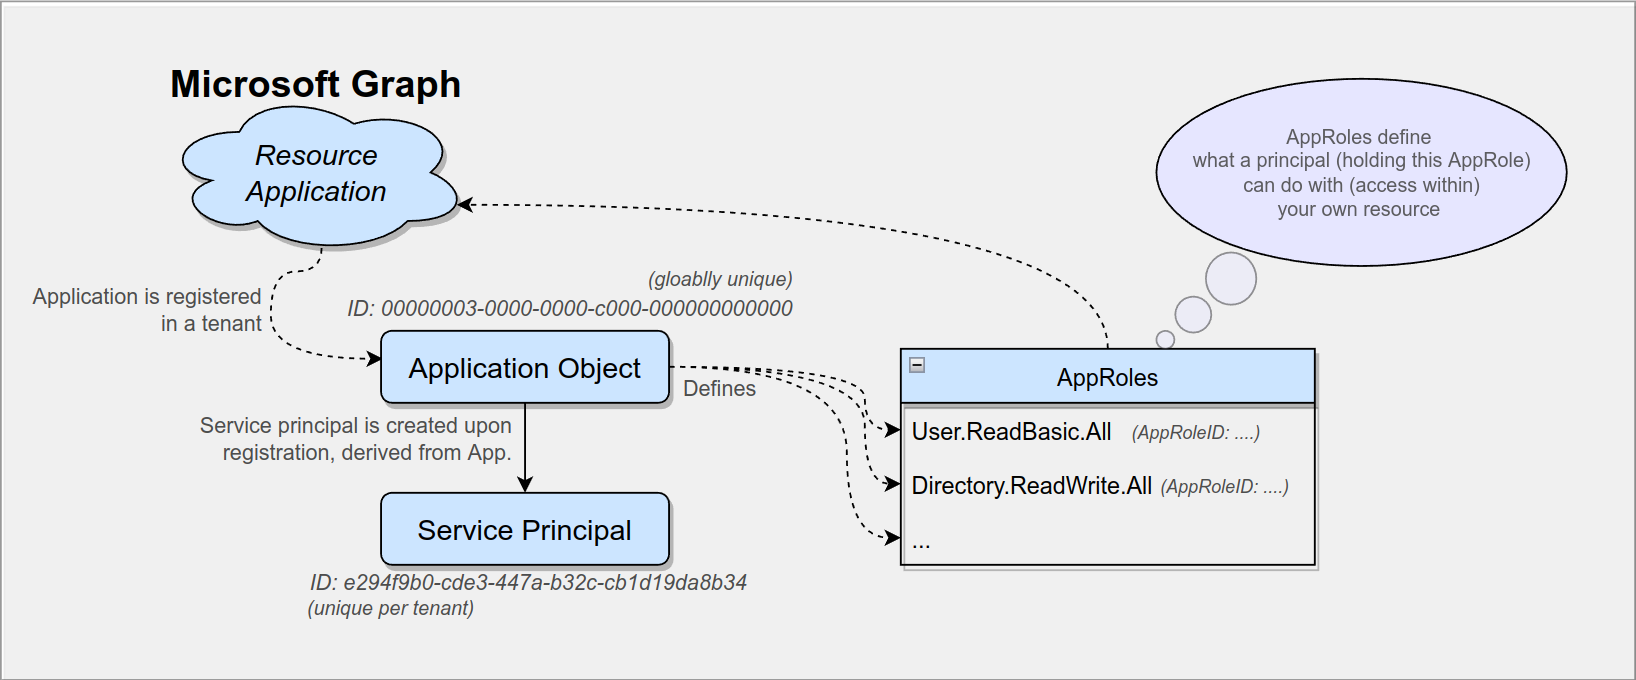 Microsoft Graph
Resource
Application
AppRoles define
what a principal (holding this AppRole)
can do with (access within)
your own resource
Application is registered
in a tenant
(gloablly unique)
ID: 00000003-0000-0000-c000-000000000000
Application Object
Defines
AppRoles
User.ReadBasic.All (AppRoleID: ....)
Directory.ReadWrite.All (AppRoleID: ....)
...
Service principal is created upon
registration, derived from App.
Service Principal
ID: e294f9b0-cde3-447a-b32c-cb1d19da8b34
(unique per tenant)